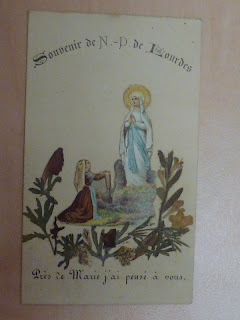 Souvenir de N.-D. de Lourdes
Près de Marie j'ai pensé à vous.